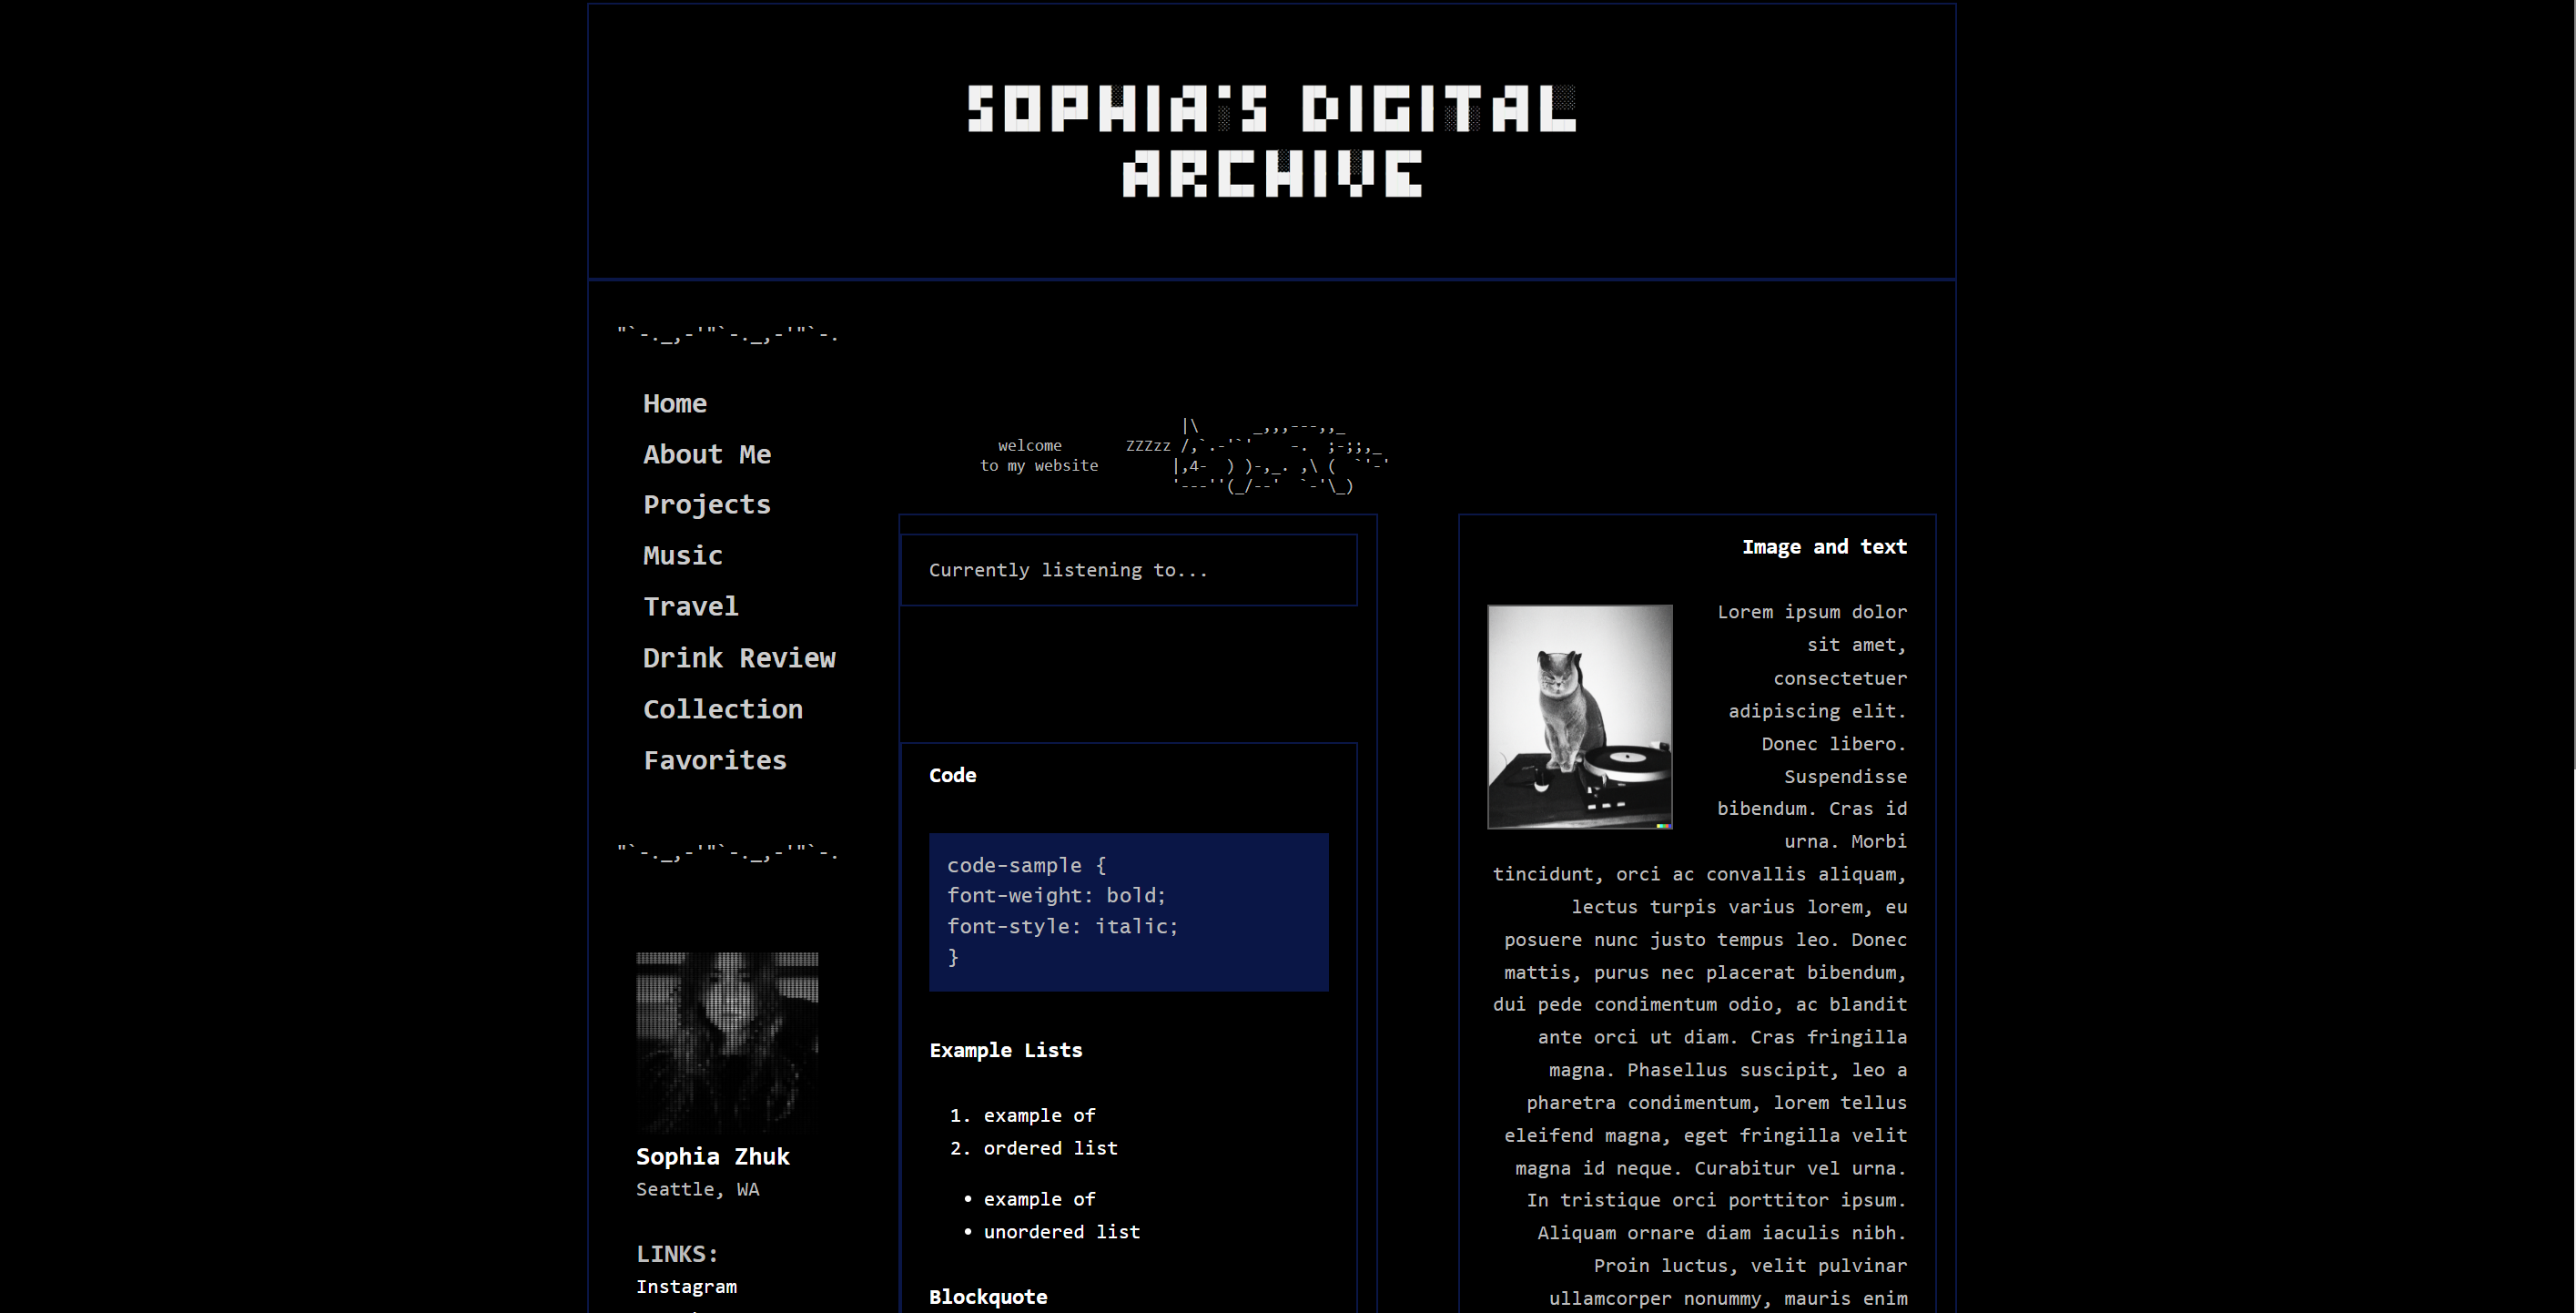 SOPHIA'S DIGITAL
ARCHIVE
"`-._,-'"`-._,-'"`-.
Home
About Me
Projects
Music
Travel
Drink Review
Collection
Favorites
"`-._,-'"`-._,-'"`-.
Sophia Zhuk
Seattle, WA
LINKS:
Instagram
welcome
to my website
ZZZzz
Currently listening to...
Code
code-sample {
font-weight: bold;
font-style: italic;
}
Example Lists
1. example of
2. ordered list
• example of
• unordered list
Blockquote
Image and text
Lorem ipsum dolor
sit amet,
consectetuer
adipiscing elit.
Donec libero.
Suspendisse
bibendum. Cras id
urna. Morbi
tincidunt, orci ac convallis aliquam,
lectus turpis varius lorem, eu
posuere nunc justo tempus leo. Donec
mattis, purus nec placerat bibendum,
dui pede condimentum odio, ac blandit
ante orci ut diam. Cras fringilla
magna. Phasellus suscipit, leo a
pharetra condimentum, lorem tellus
eleifend magna, eget fringilla velit
magna id neque. Curabitur vel urna.
In tristique orci porttitor ipsum.
Aliquam ornare diam iaculis nibh.
Proin luctus, velit pulvinar
ullamcorper nonummy, mauris enim